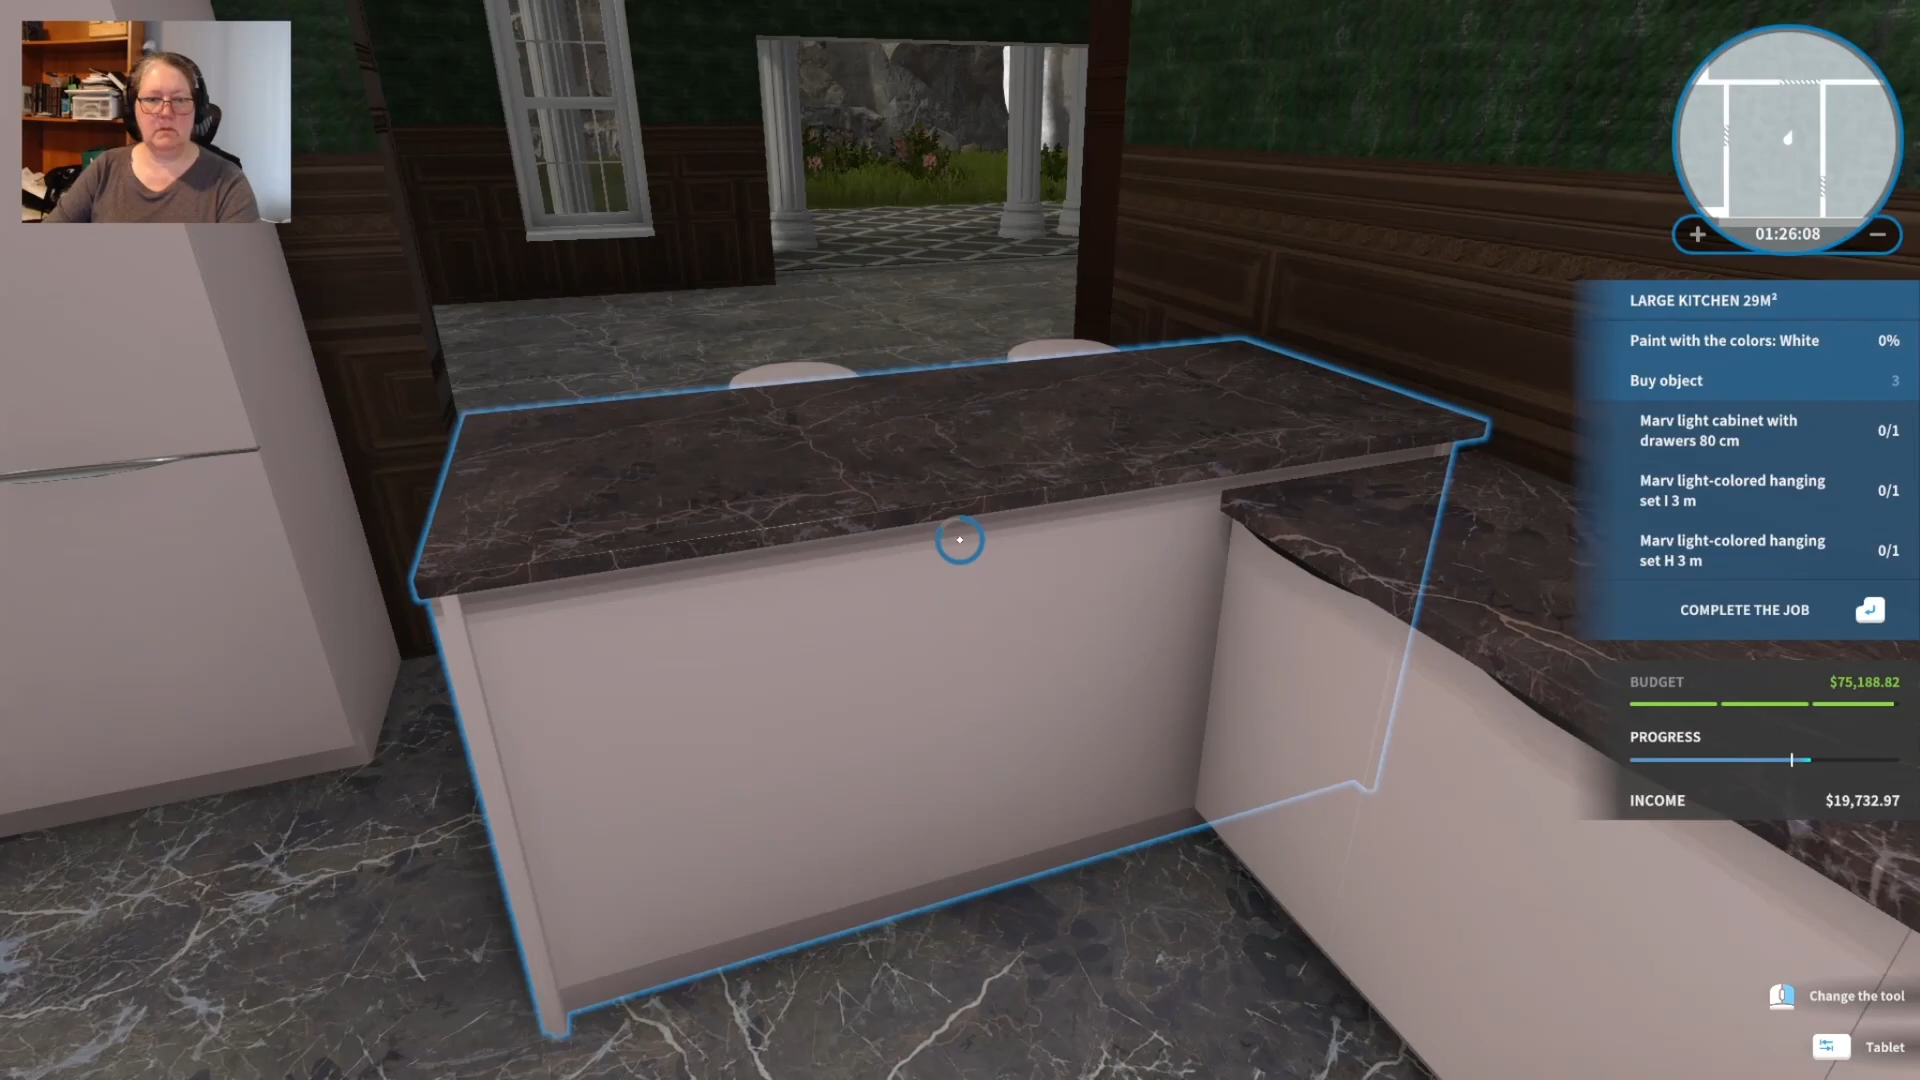 01:26:08
LARGE KITCHEN 29M²
Paint with the colors: White 0%
Buy object 3
Marv light cabinet with
drawers 80 cm 0/1
Marv light-colored hanging
set I 3 m 0/1
Marv light-colored hanging
set H 3 m 0/1
COMPLETE THE JOB
BUDGET $75,188.82
PROGRESS
INCOME $19,732.97
Change the tool
Tablet